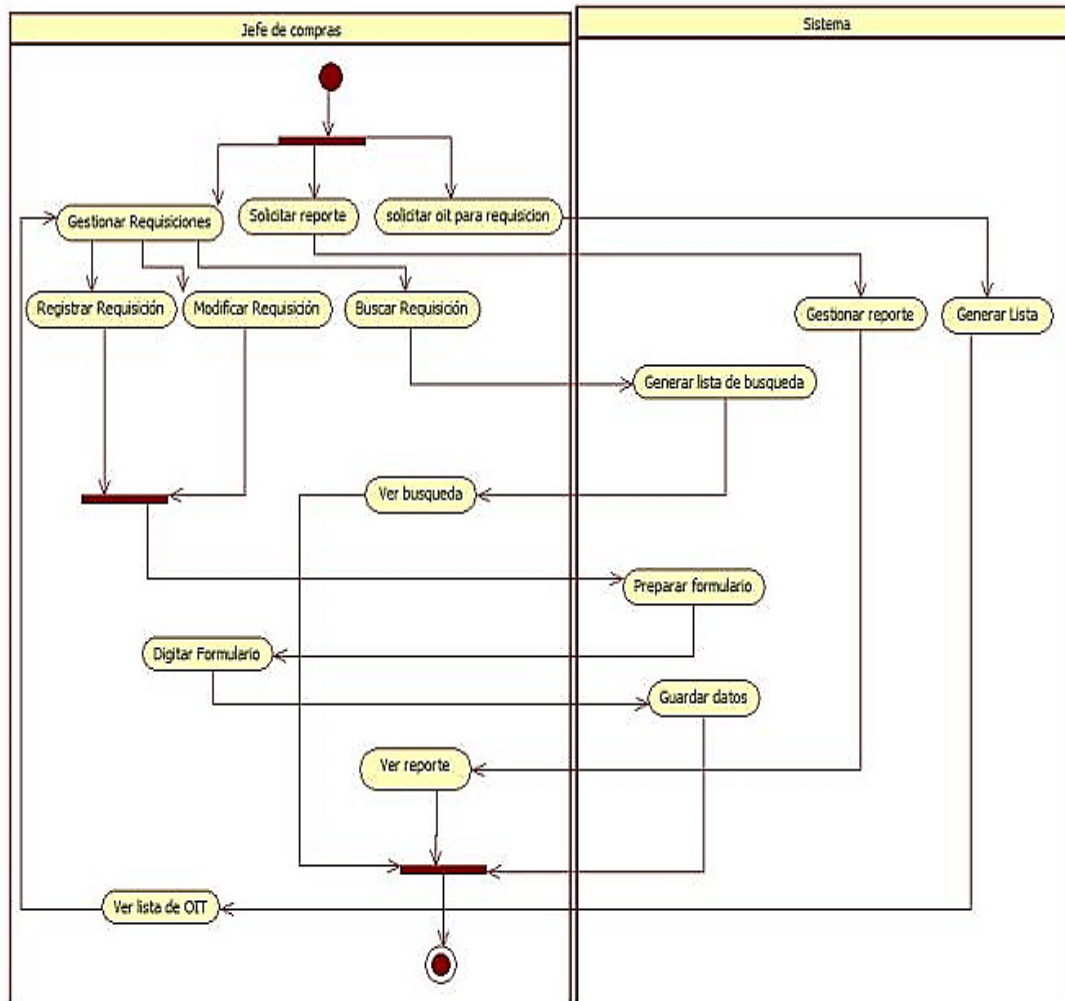 Jefe de compras
Sistema
Gestionar Requisiciones
Solicitar reporte
solicitar oit para requisicion
Registrar Requisición
Modificar Requisición
Buscar Requisición
Gestionar reporte
Generar Lista
Generar lista de busqueda
Ver busqueda
Preparar formulario
Digitar Formulario
Guardar datos
Ver reporte
Ver lista de OIT